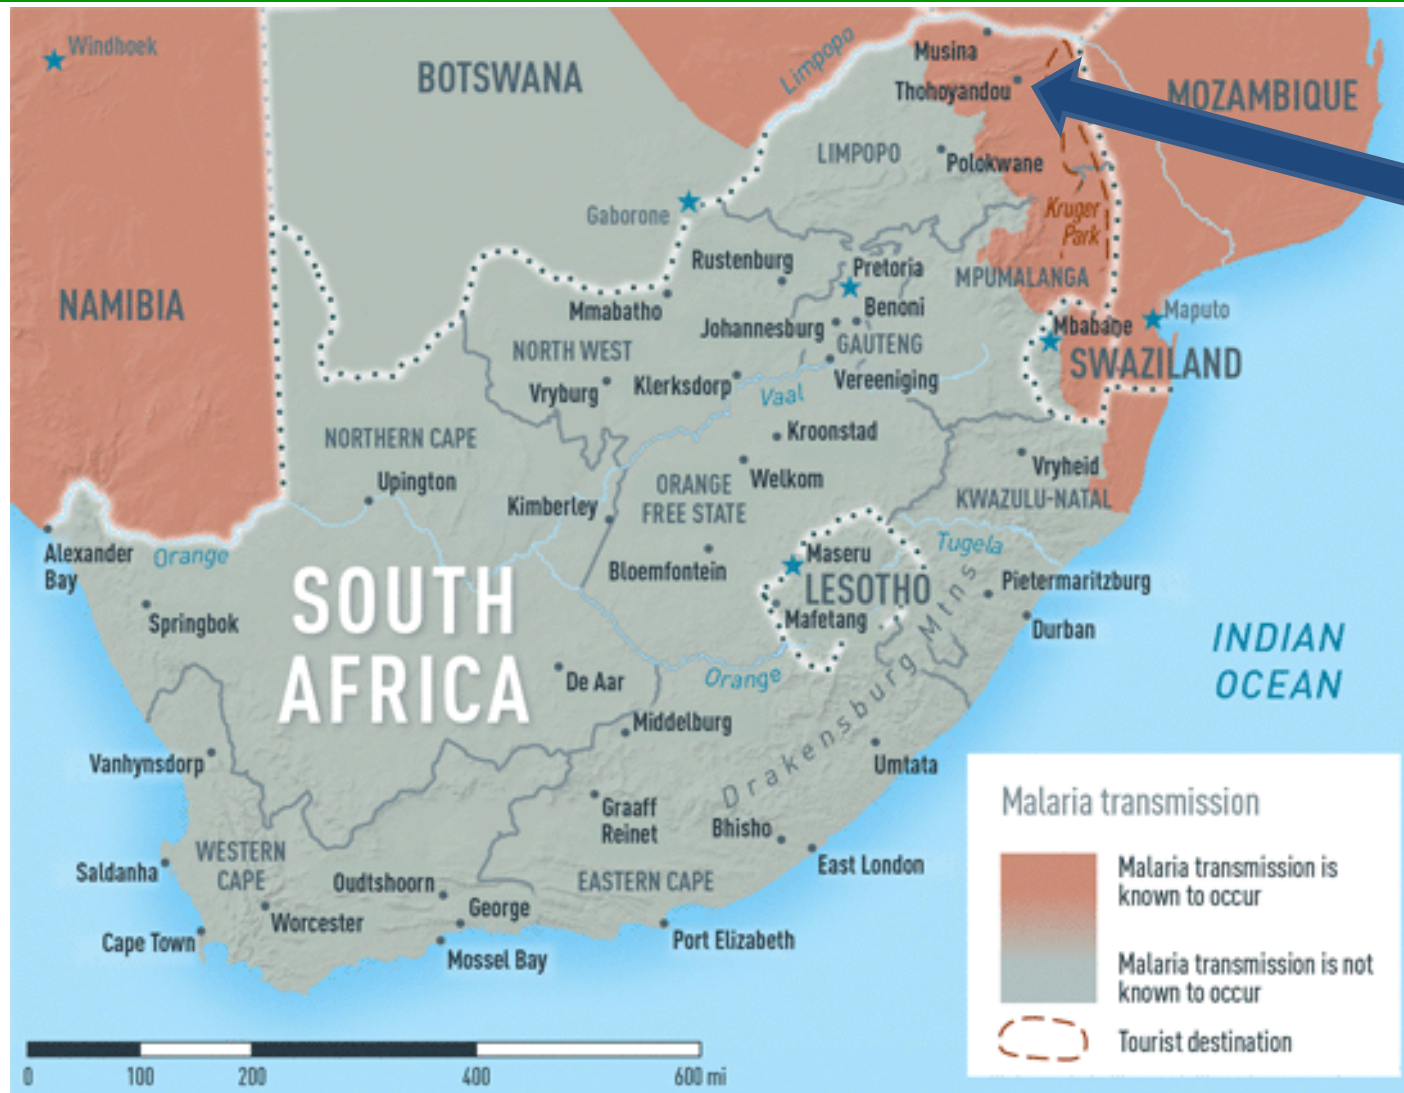 Windhoek
BOTSWANA
Limpopo
Musina
Thohoyandou
MOZAMBIQUE
LIMPOPO
Polokwane
Gaborone
Kruger
Park
Rustenburg
Pretoria
MPUMALANGA
NAMIBIA
Mmabatho
Benoni
Maputo
Johannesburg
Mbabane
NORTH WEST
GAUTENG
SWAZILAND
Vryburg
Klerksdorp
Vereeniging
Vaal
NORTHERN CAPE
Kroonstad
Upington
Welkom
Vryheid
ORANGE
FREE STATE
KWAZULU-NATAL
Kimberley
Alexander
Bay
Orange
Maseru
Tugela
Bloemfontein
LESOTHO
Pietermaritzburg
SOUTH
AFRICA
Springbok
Mafetang
Durban
INDIAN
OCEAN
De Aar
Orange
Middelburg
Drakensburg Mtns
Vanhynsdorp
Umtata
Graaff
Reinet
Bhisho
East London
WESTERN
CAPE
Saldanha
Oudtshoorn
EASTERN CAPE
George
Worcester
Cape Town
Mossel Bay
Port Elizabeth
Malaria transmission
Malaria transmission is
known to occur
Malaria transmission is not
known to occur
Tourist destination
0 100 200 400 600 mi